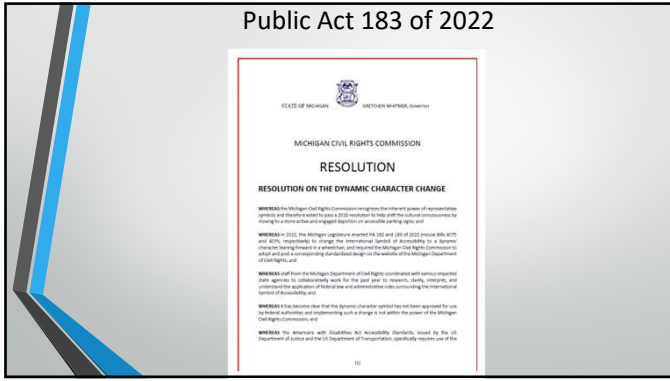 Public Act 183 of 2022
STATE OF MICHIGAN
GRETCHEN WHITMER, Governor
MICHIGAN CIVIL RIGHTS COMMISSION
RESOLUTION
RESOLUTION ON THE DYNAMIC CHARACTER CHANGE
WHEREAS the Michigan Civil Rights Commission recognizes the inherent power of representative
symbols and therefore voted to pass a resolution to help shift the cultural consciousness by
moving to a more active and engaged depiction on accessible parking signs; and
WHEREAS in 2022, the Michigan Legislature enacted PA 182 and 183 of 2022 (House Bills 4075
and 4076, respectively) to change the International Symbol of Accessibility to a dynamic
character leaning forward in a wheelchair, and required the Michigan Civil Rights Commission to
adopt and post a corresponding standardized design on the website of the Michigan Department
of Civil Rights; and
WHEREAS staff from the Michigan Department of Civil Rights coordinated with various impacted
state agencies to collaboratively work for the past year to research, clarify, interpret, and
understand the application of federal law and administrative rules surrounding the International
Symbol of Accessibility; and
WHEREAS it has become clear that the dynamic character symbol has not been approved for use
by federal authorities and implementing such a change is not within the power of the Michigan
Civil Rights Commission; and
WHEREAS the Americans with Disabilities Act Accessibility Standards, issued by the US
Department of Justice and the US Department of Transportation, specifically requires use of the